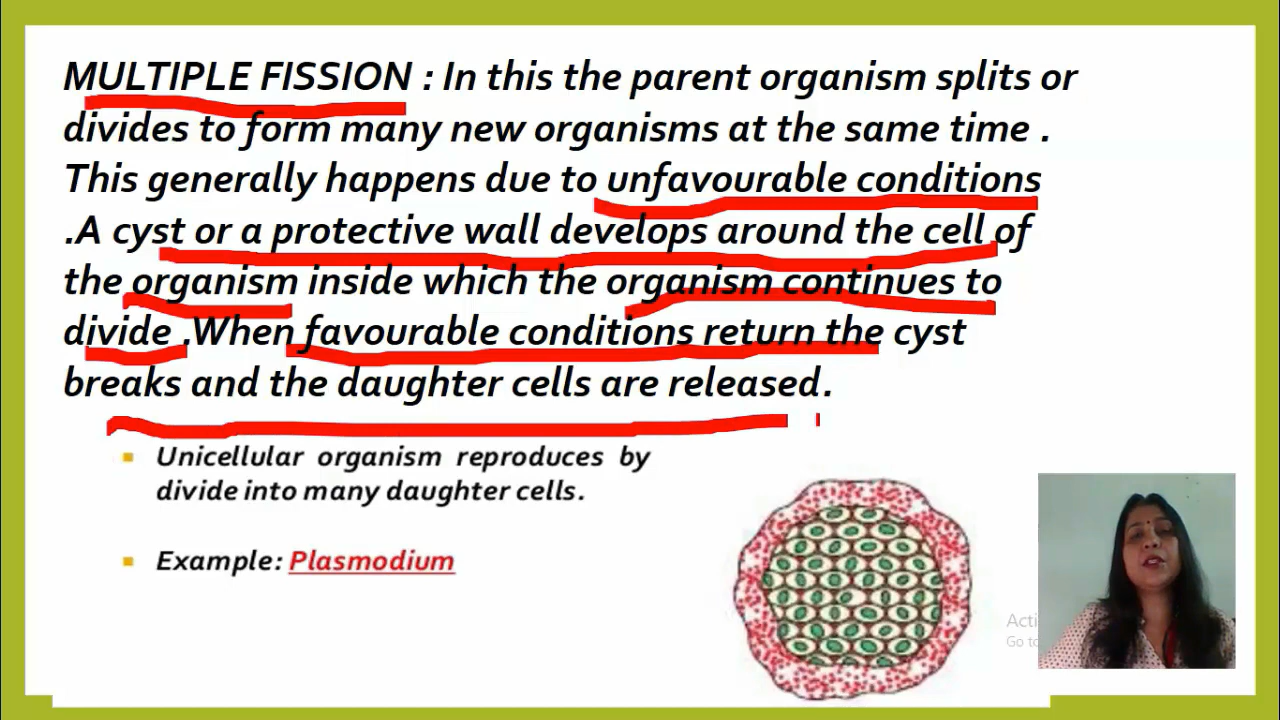 MULTIPLE FISSION : In this the parent organism splits or
divides to form many new organisms at the same time .
This generally happens due to unfavourable conditions
.A cyst or a protective wall develops around the cell of
the organism inside which the organism continues to
divide .When favourable conditions return the cyst
breaks and the daughter cells are released.
Unicellular organism reproduces by
divide into many daughter cells.
Example: Plasmodium
Acti
Go to